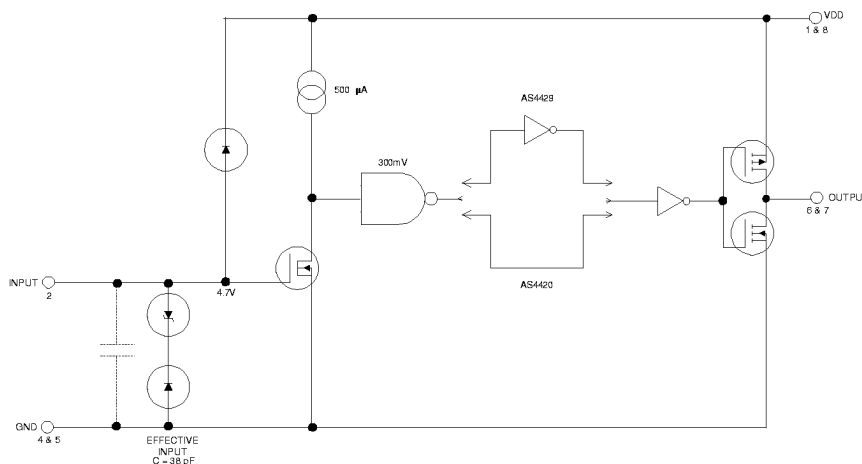 VDD
1 & 8
500 µA
AS4429
300mV
OUTPU
6 & 7
INPUT
2
4.7V
AS4420
GND
4 & 5
EFFECTIVE
INPUT
C = 38 pF